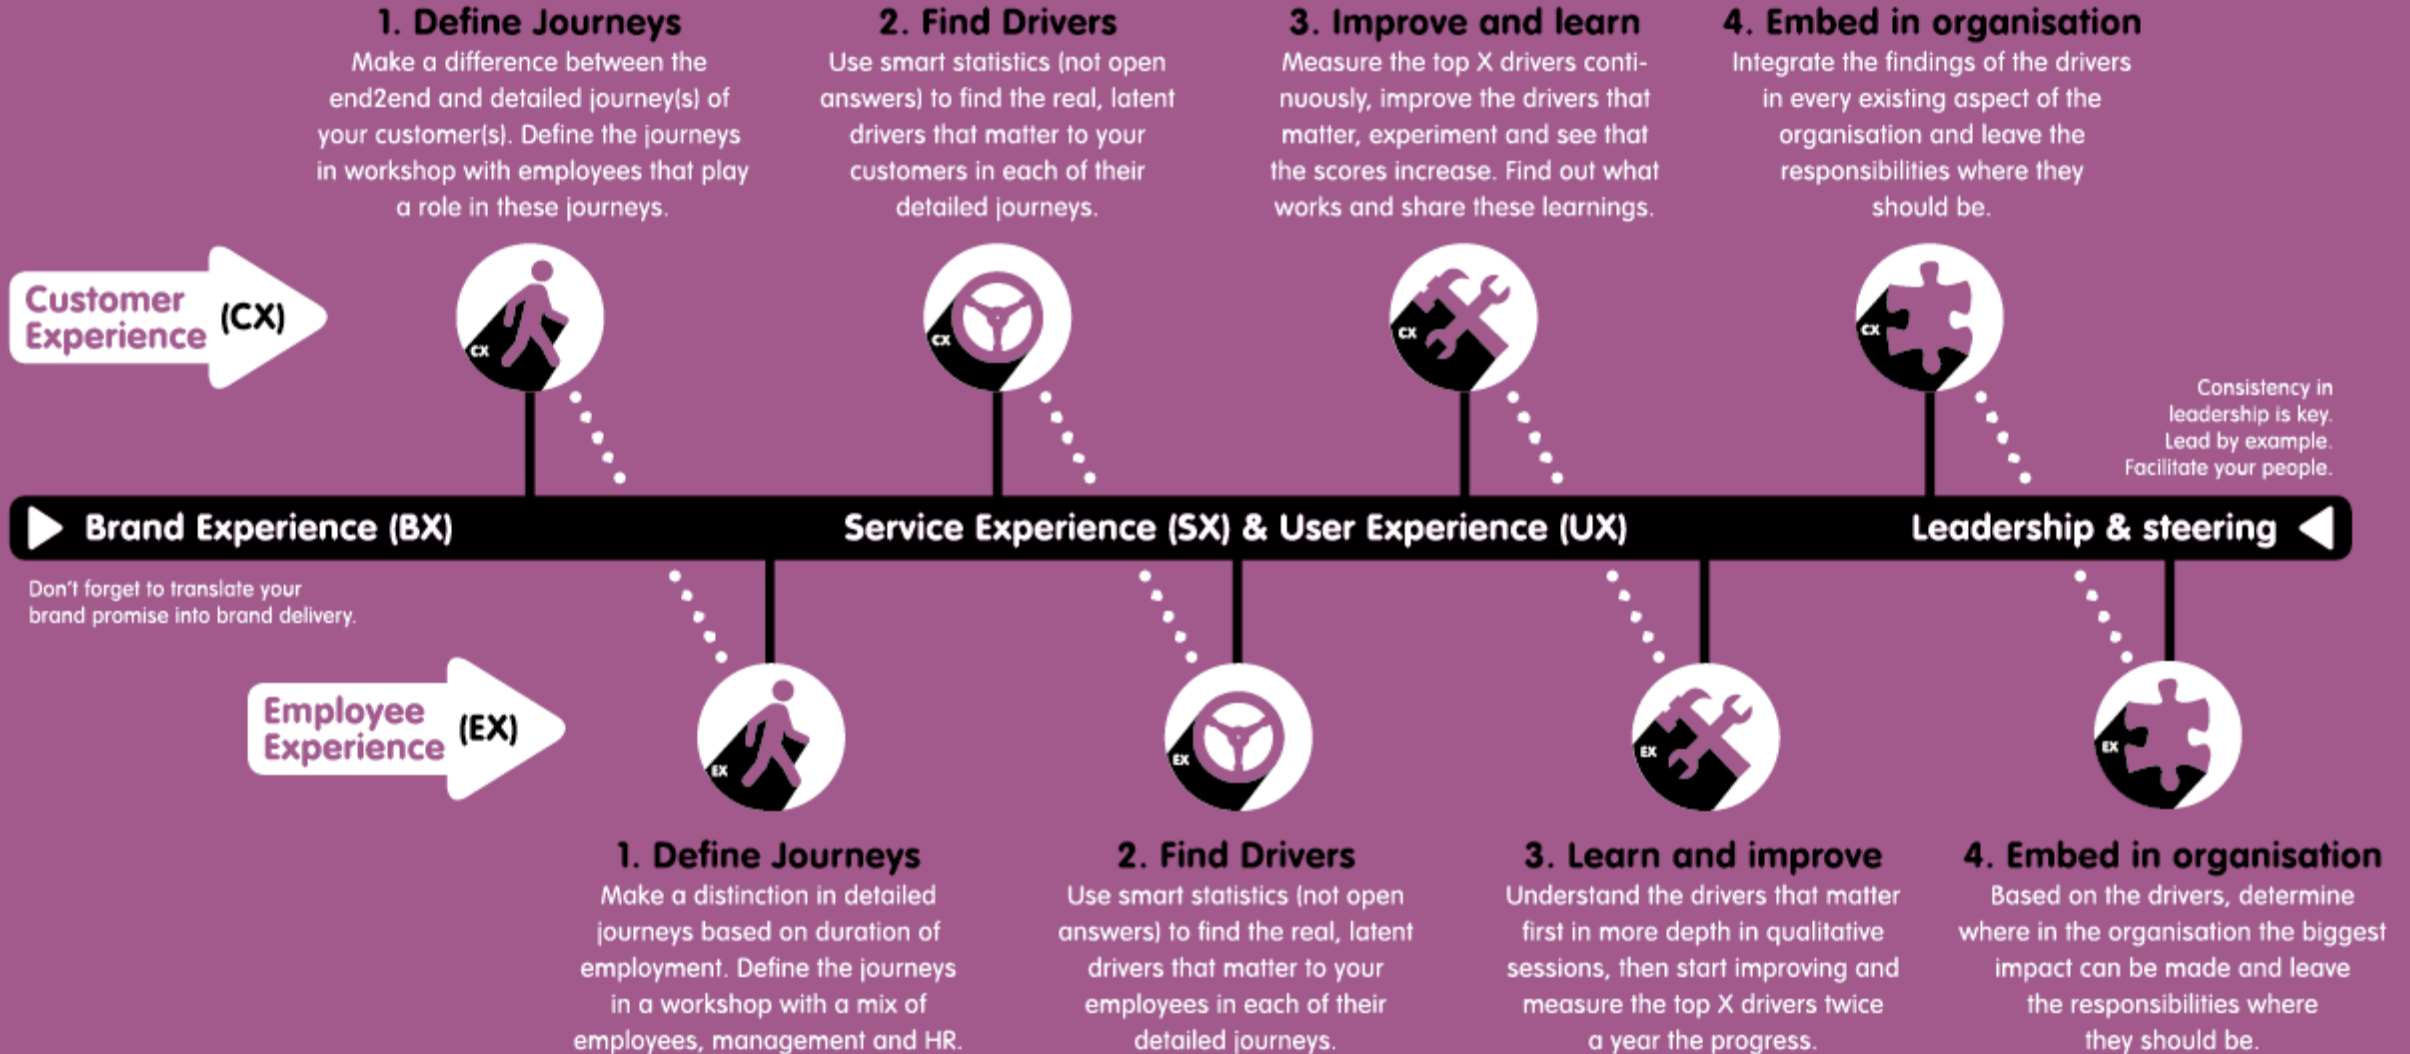 1. Define Journeys
Make a difference between the
end2end and detailed journey(s) of
your customer(s). Define the journeys
in workshop with employees that play
a role in these journeys.
2. Find Drivers
Use smart statistics (not open
answers) to find the real, latent
drivers that matter to your
customers in each of their
detailed journeys.
3. Improve and learn
Measure the top X drivers conti-
nuously, improve the drivers that
matter, experiment and see that
the scores increase. Find out what
works and share these learnings.
4. Embed in organisation
Integrate the findings of the drivers
in every existing aspect of the
organisation and leave the
responsibilities where they
should be.
Customer
Experience (CX)
CX
CX
CX
CX
Consistency in
leadership is key.
Lead by example.
Facilitate your people.
Brand Experience (BX)
Service Experience (SX) & User Experience (UX)
Leadership & steering
Don't forget to translate your
brand promise into brand delivery.
Employee
Experience (EX)
EX
EX
EX
EX
1. Define Journeys
Make a distinction in detailed
journeys based on duration of
employment. Define the journeys
in a workshop with a mix of
employees, management and HR.
2. Find Drivers
Use smart statistics (not open
answers) to find the real, latent
drivers that matter to your
employees in each of their
detailed journeys.
3. Learn and improve
Understand the drivers that matter
first in more depth in qualitative
sessions, then start improving and
measure the top X drivers twice
a year the progress.
4. Embed in organisation
Based on the drivers, determine
where in the organisation the biggest
impact can be made and leave
the responsibilities where
they should be.